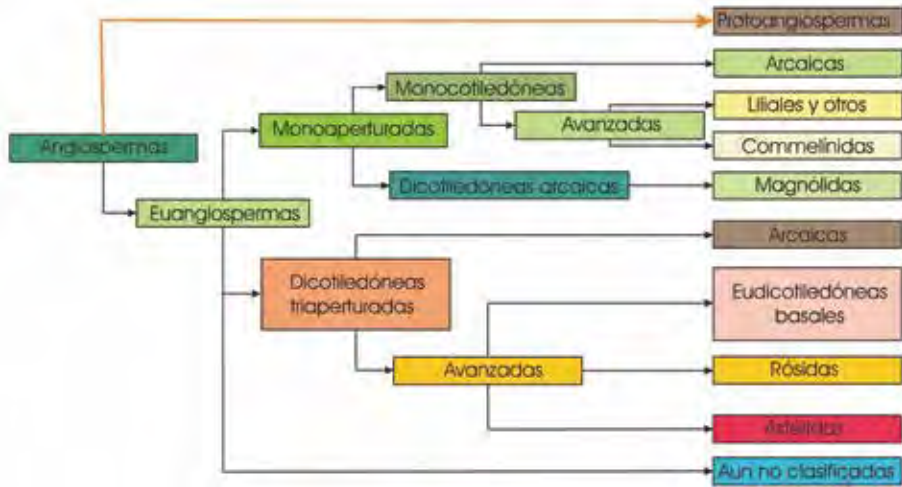 Protoangiospermas
Arcaicas
Monocotiledóneas
Liliales y otros
Avanzadas
Monoaperturadas
Commelínidas
Angiospermas
Dicotiledóneas arcaicas
Magnólidas
Euangiospermas
Arcaicas
Dicotiledóneas
triaperturadas
Eudicotiledóneas
basales
Avanzadas
Rósidas
Astéridas
Aun no clasificadas